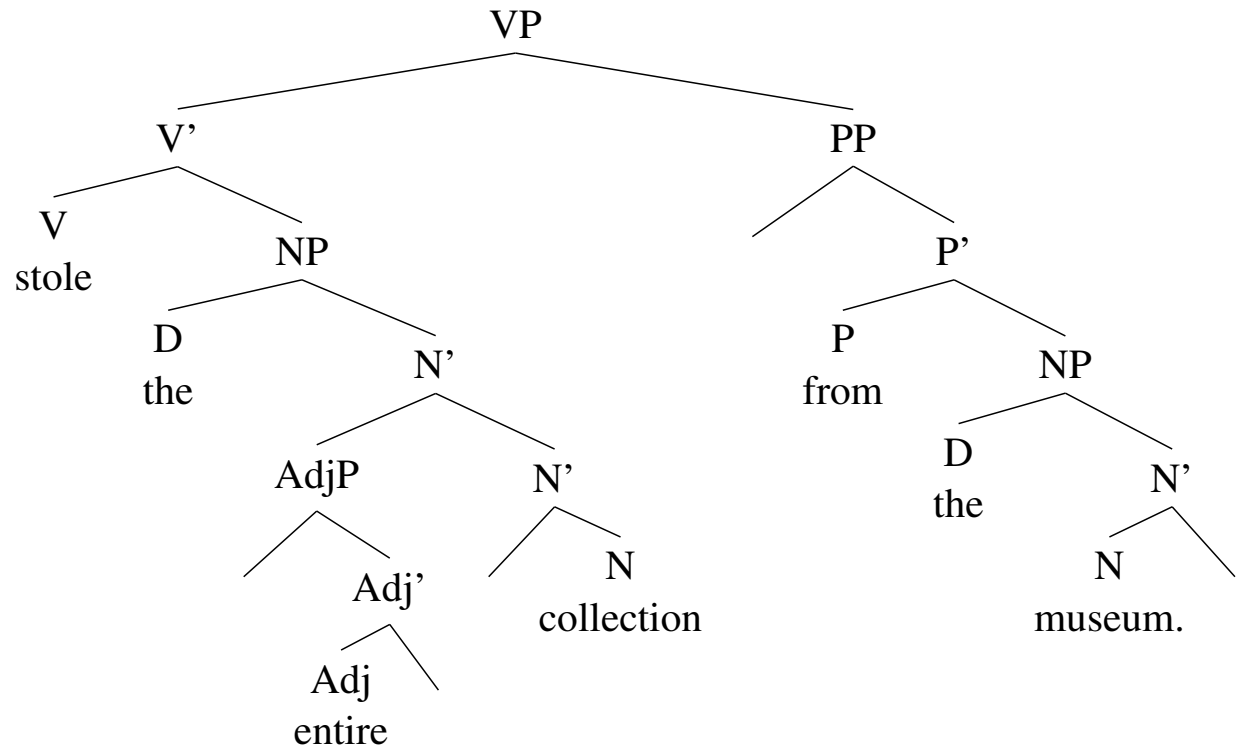 VP
V’ PP
V
stole
NP P’
D
the
N’
P
from
NP
AdjP N’
D
the
N’
Adj’
N
collection
N
museum.
Adj
entire